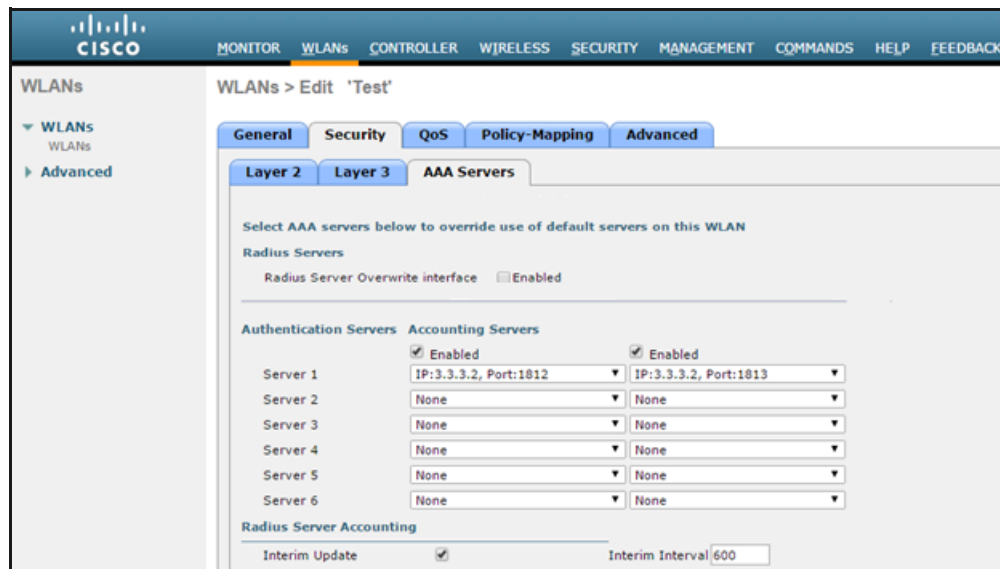 CISCO
MONITOR WLANs CONTROLLER WIRELESS SECURITY MANAGEMENT COMMANDS HELP FEEDBACK
WLANs
WLANs
WLANs
Advanced
WLANs > Edit 'Test'
General Security QoS Policy-Mapping Advanced
Layer 2 Layer 3 AAA Servers
Select AAA servers below to override use of default servers on this WLAN
Radius Servers
Radius Server Overwrite interface Enabled
Authentication Servers Accounting Servers
Enabled Enabled
Server 1 IP:3.3.3.2, Port:1812 IP:3.3.3.2, Port:1813
Server 2 None None
Server 3 None None
Server 4 None None
Server 5 None None
Server 6 None None
Radius Server Accounting
Interim Update Interim Interval 600